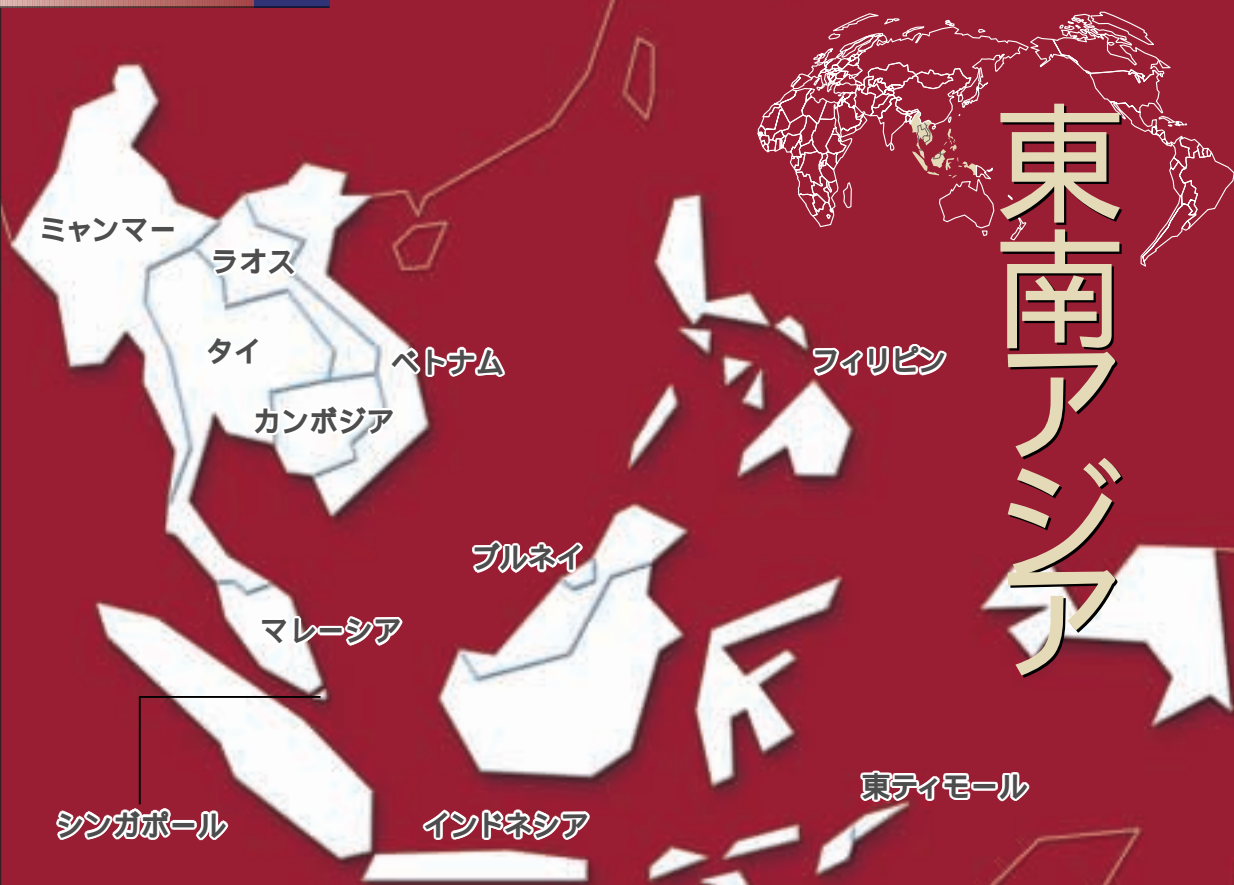 東南アジア
ミャンマー
ラオス
タイ
ベトナム
カンボジア
フィリピン
ブルネイ
マレーシア
シンガポール
インドネシア
東ティモール